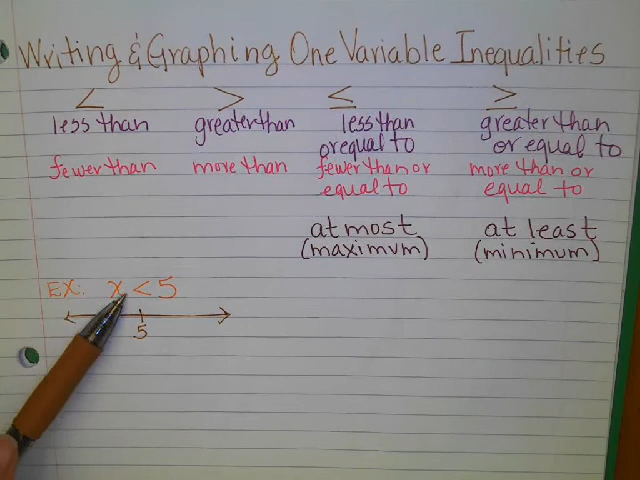 Writing & Graphing One Variable Inequalities
< > ≤ ≥
less than greater than less than greater than
or equal to or equal to
fewer than more than fewer than or more than or
equal to equal to
at most at least
(maximum) (minimum)
EX: x < 5
5